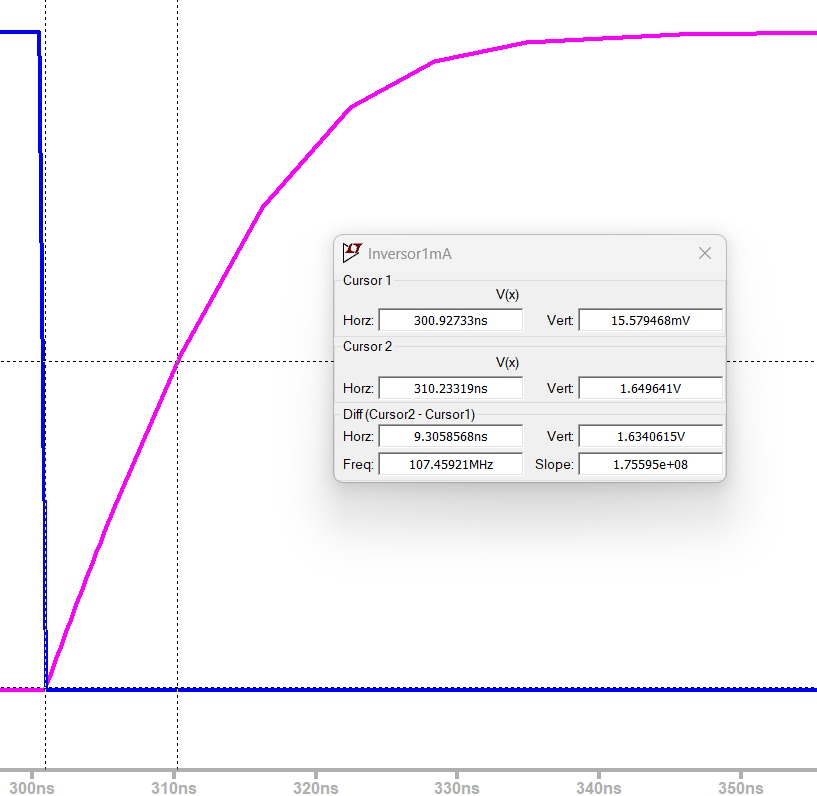 Inversor1mA
Cursor 1
V(x)
Horz: 300.92733ns Vert: 15.579468mV
Cursor 2
V(x)
Horz: 310.23319ns Vert: 1.649641V
Diff (Cursor2 - Cursor1)
Horz: 9.3058568ns Vert: 1.6340615V
Freq: 107.45921MHz Slope: 1.75595e+08
300ns 310ns 320ns 330ns 340ns 350ns